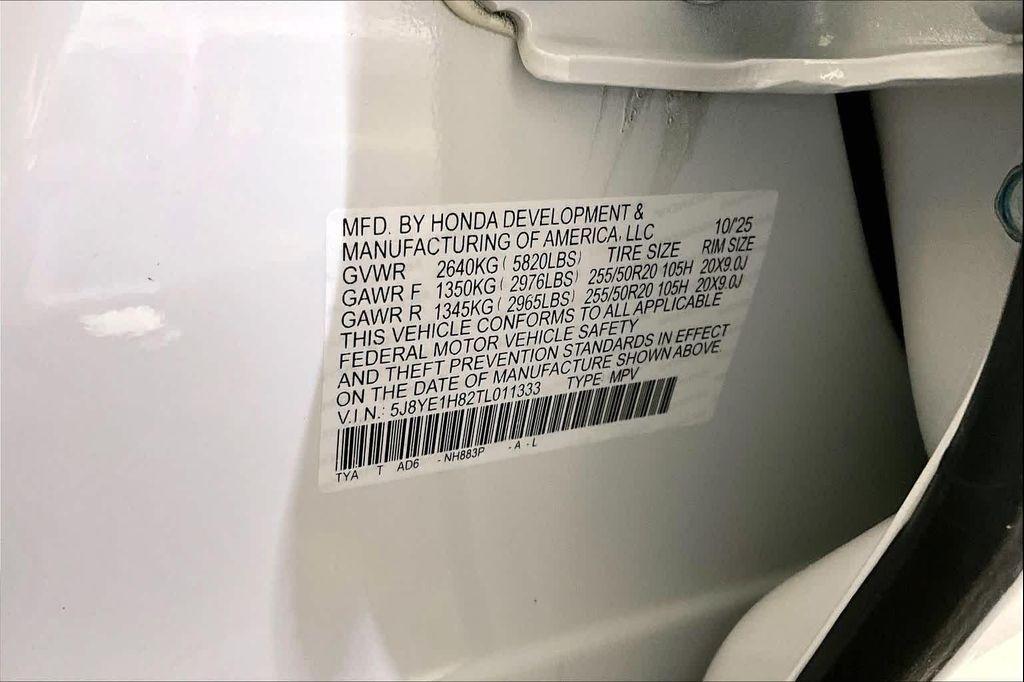 MFD. BY HONDA DEVELOPMENT &
MANUFACTURING OF AMERICA, LLC 10/'25
GVWR 2640KG ( 5820LBS) TIRE SIZE RIM SIZE
GAWR F 1350KG ( 2976LBS) 255/50R20 105H 20X9.0J
GAWR R 1345KG ( 2965LBS) 255/50R20 105H 20X9.0J
THIS VEHICLE CONFORMS TO ALL APPLICABLE
FEDERAL MOTOR VEHICLE SAFETY
AND THEFT PREVENTION STANDARDS IN EFFECT
ON THE DATE OF MANUFACTURE SHOWN ABOVE.
V.I.N.: 5J8YE1H82TL011333 TYPE MPV
TYA T AD6 -NH883P -A -L